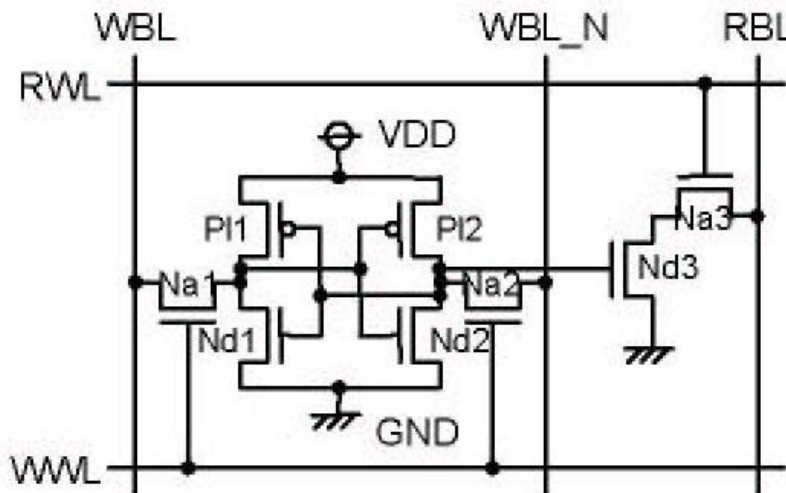 WBL WBL_N RBL
RWL
VDD
Pl1 Pl2
Na3
Na1 Na2 Nd3
Nd1 Nd2
GND
WWL